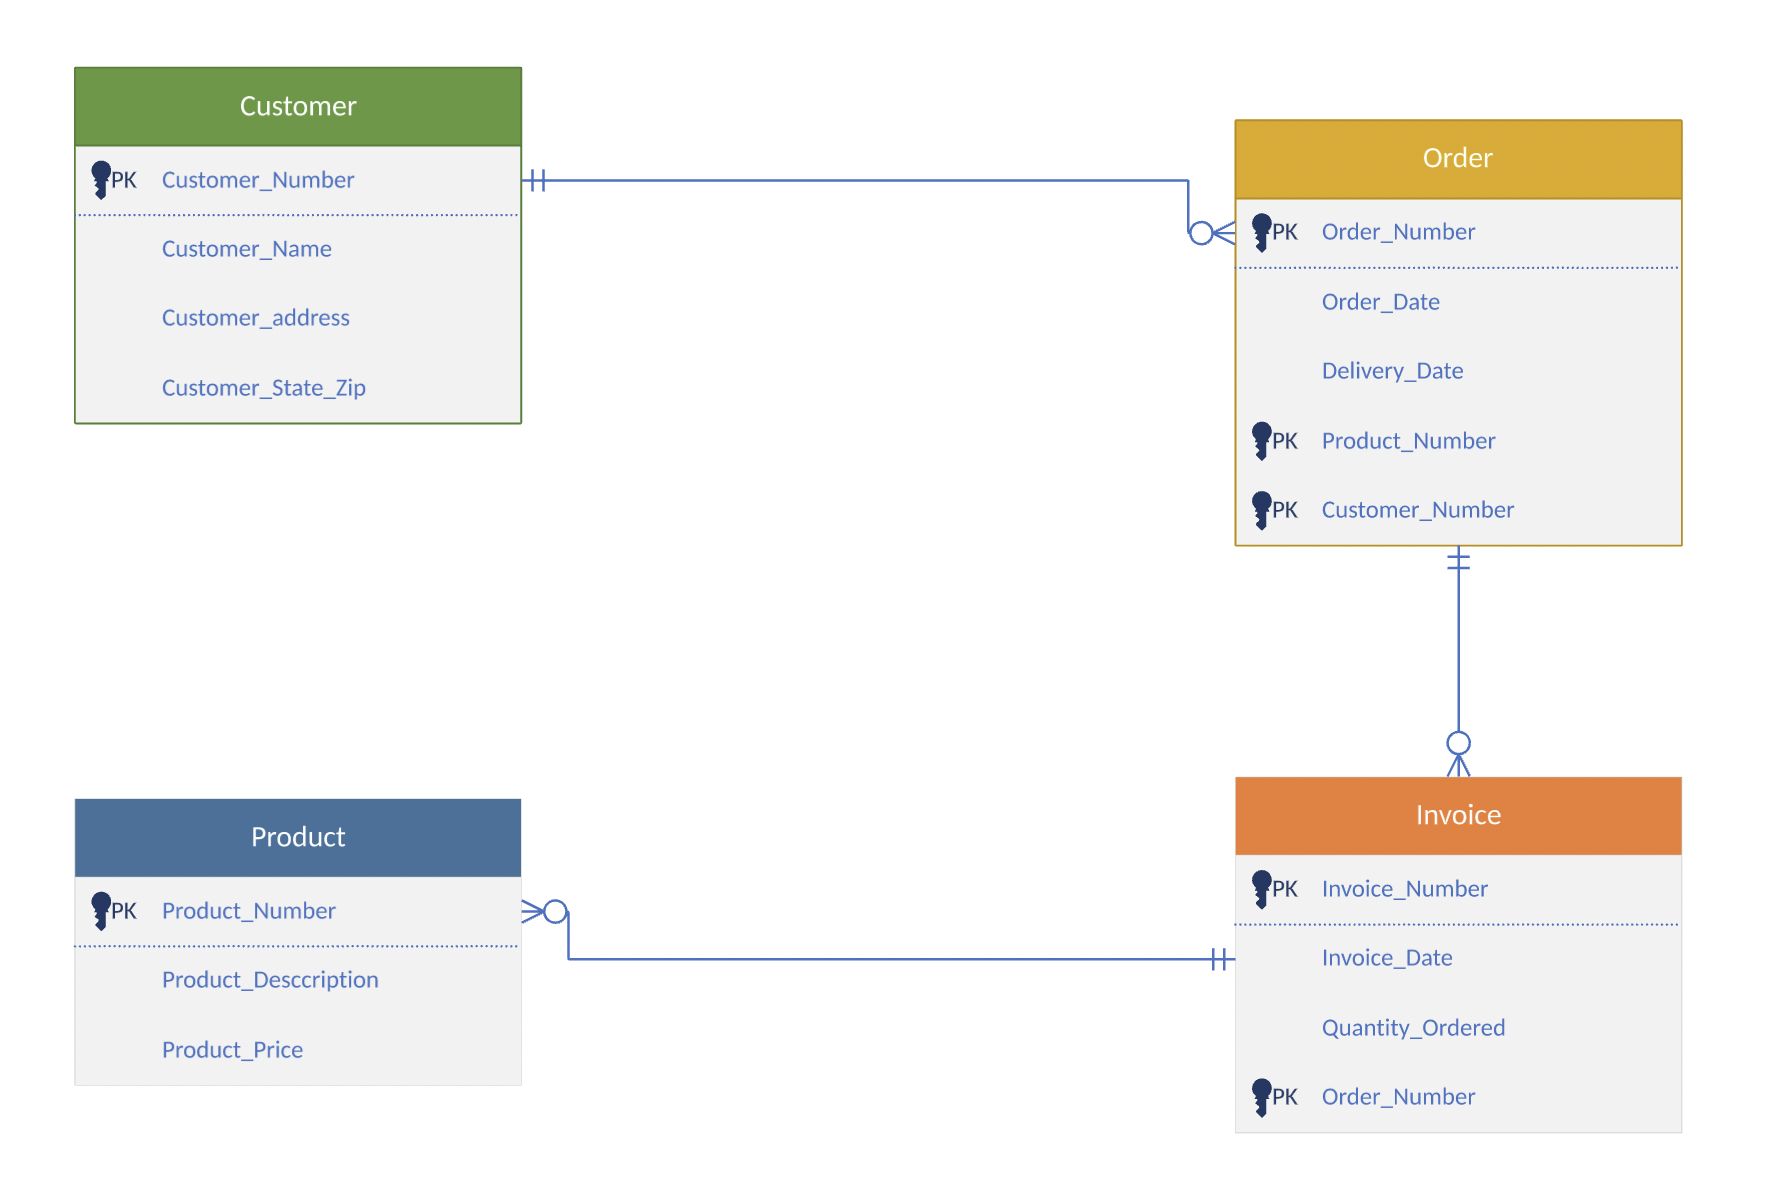 Customer
PK Customer_Number
Customer_Name
Customer_address
Customer_State_Zip
Order
PK Order_Number
Order_Date
Delivery_Date
PK Product_Number
PK Customer_Number
Product
PK Product_Number
Product_Desccription
Product_Price
Invoice
PK Invoice_Number
Invoice_Date
Quantity_Ordered
PK Order_Number